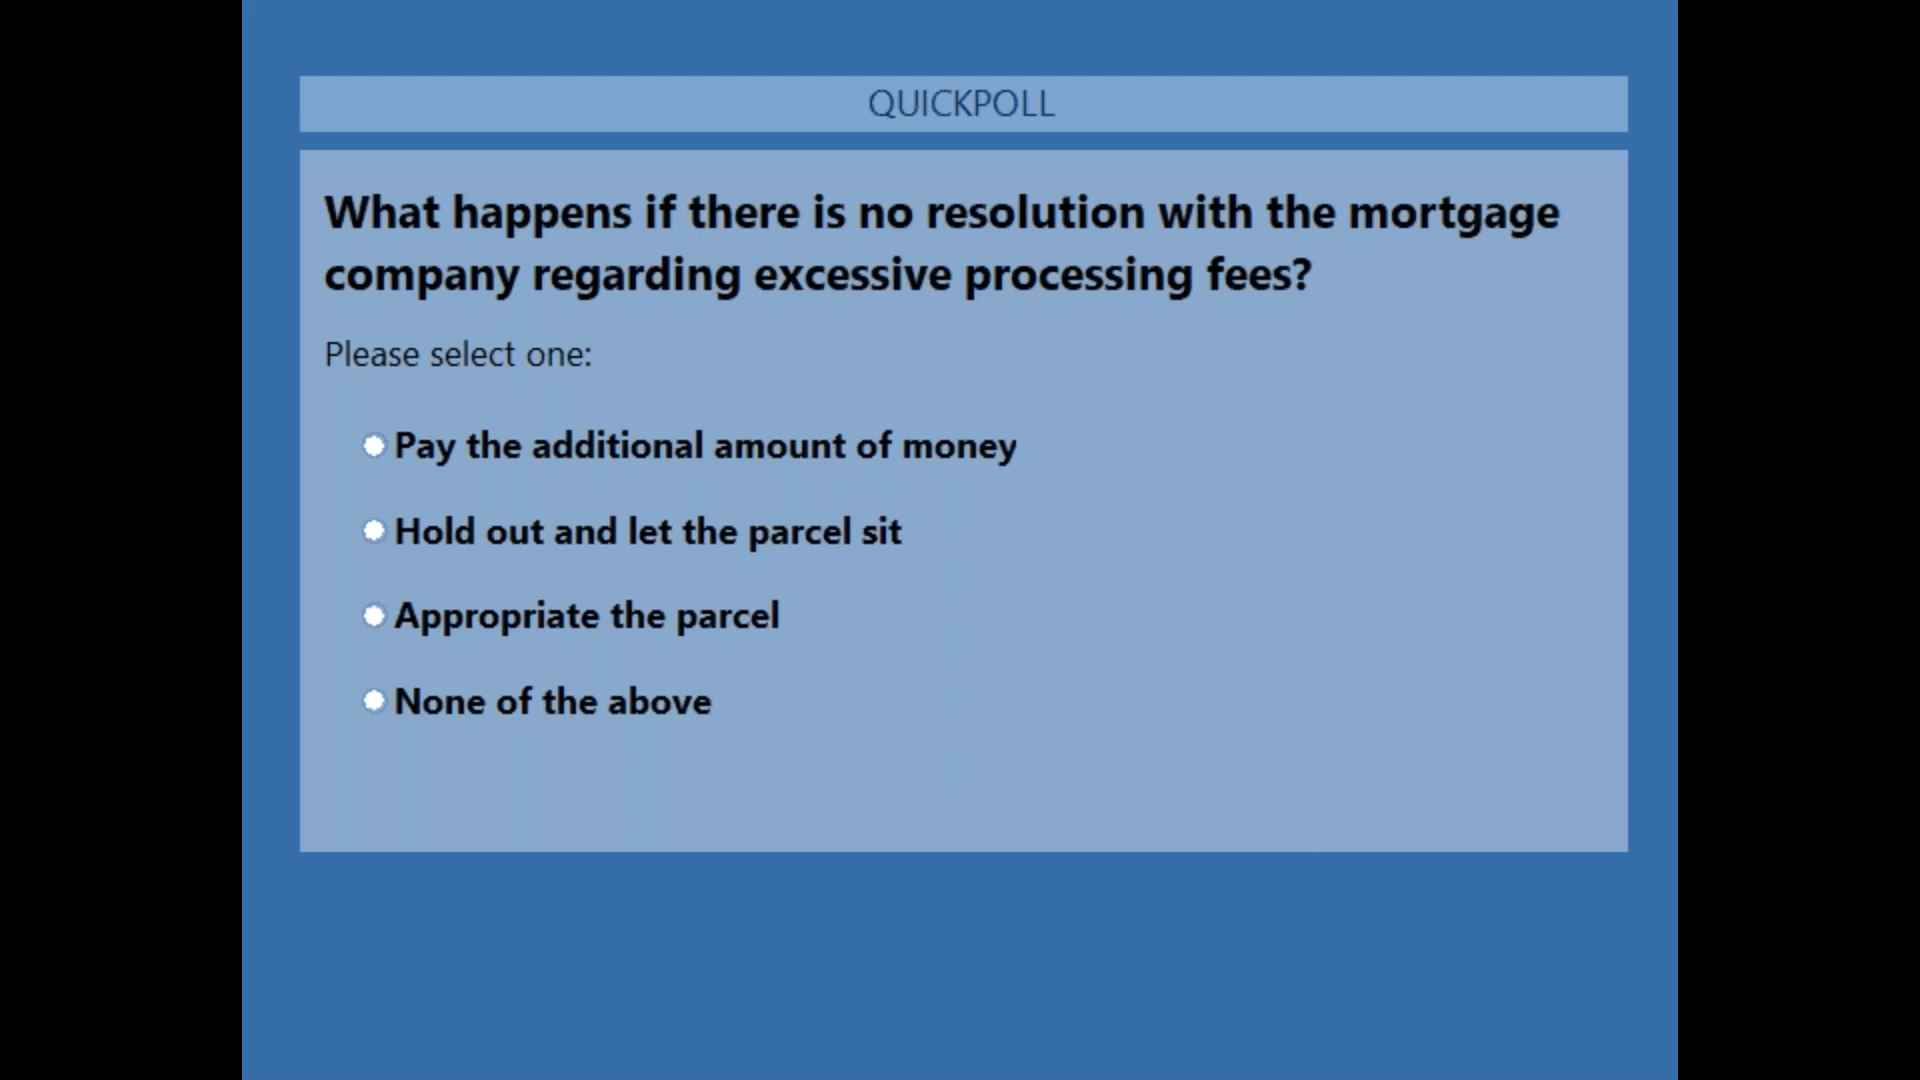 QUICKPOLL
What happens if there is no resolution with the mortgage
company regarding excessive processing fees?
Please select one:
Pay the additional amount of money
Hold out and let the parcel sit
Appropriate the parcel
None of the above